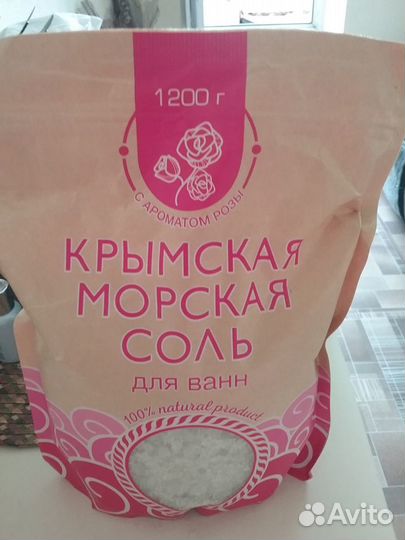 1200 г
С АРОМАТОМ РОЗЫ
КРЫМСКАЯ
МОРСКАЯ
СОЛЬ
для ванн
100% natural product
Avito